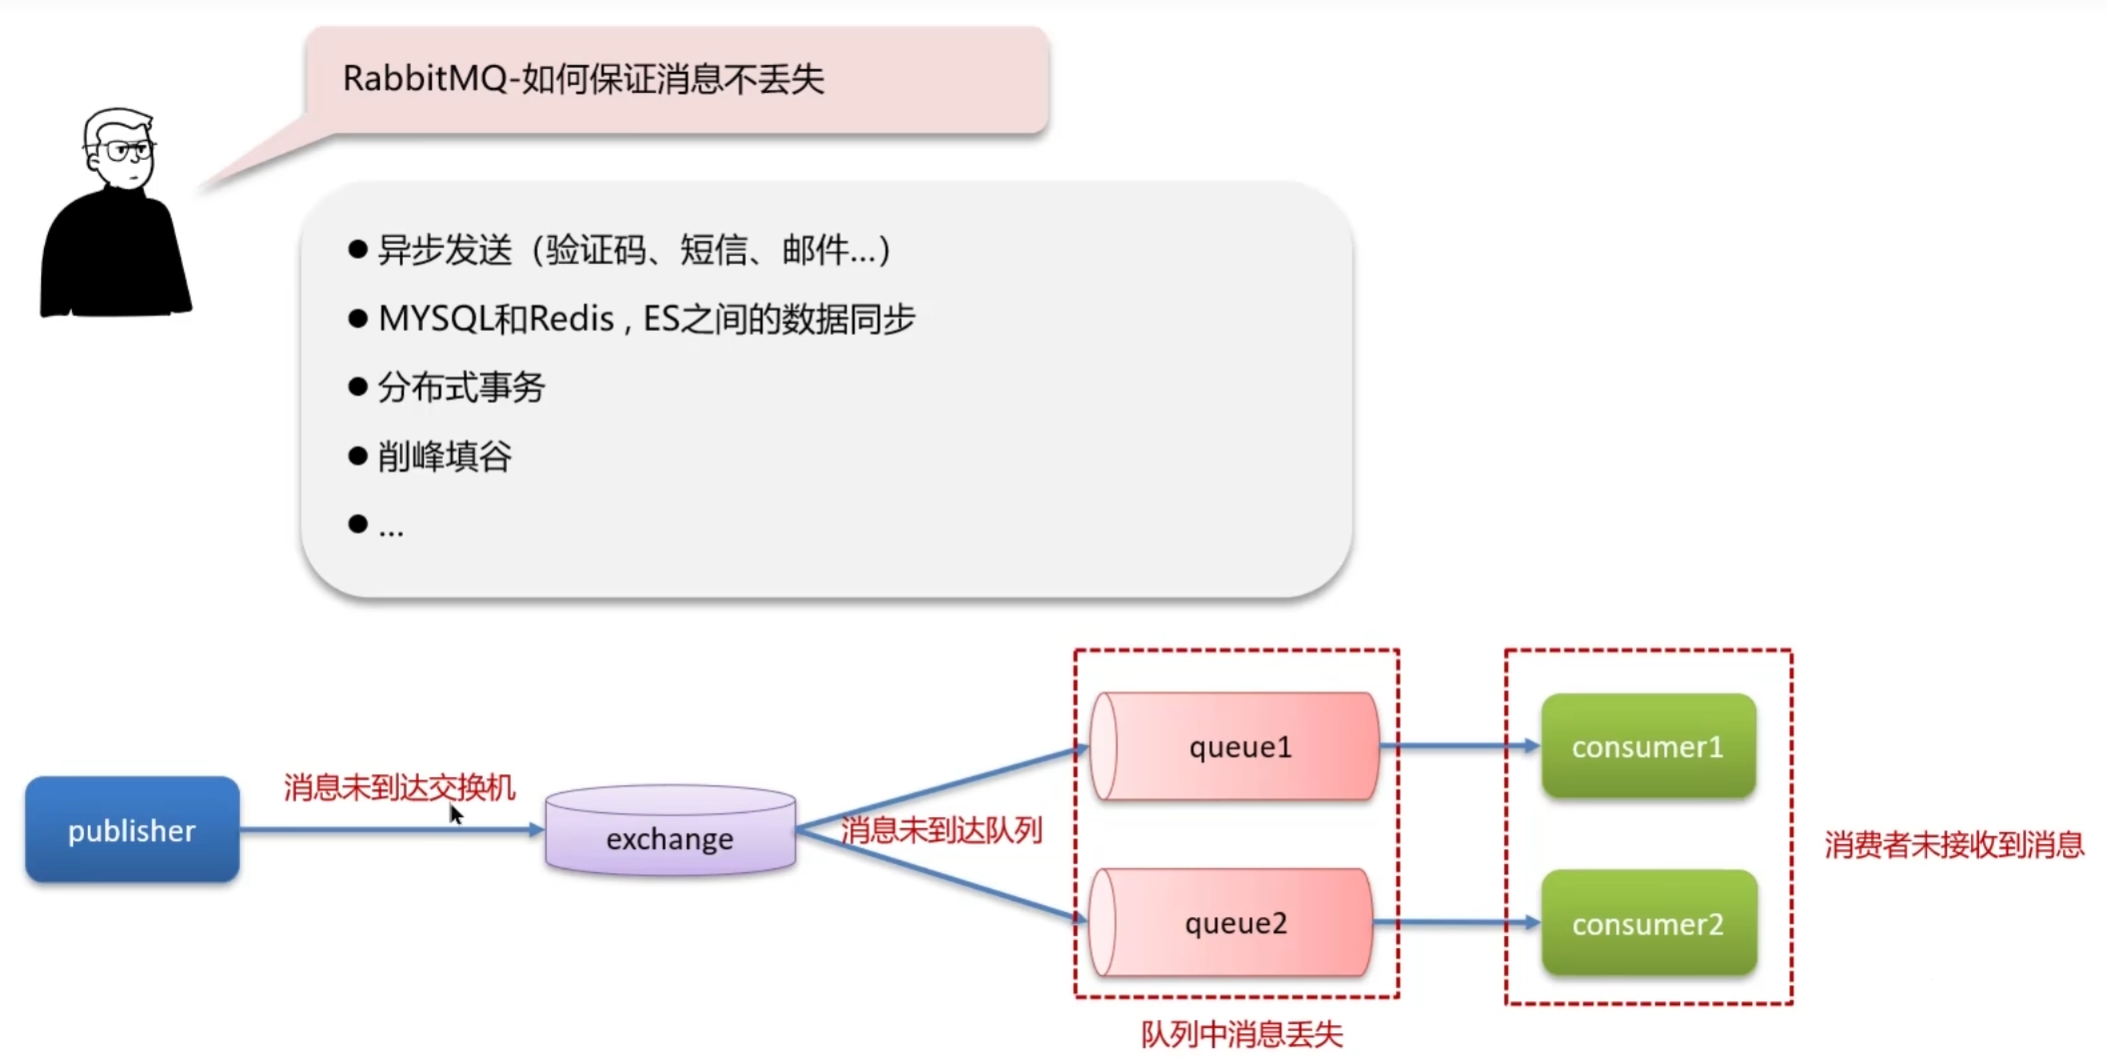 RabbitMQ-如何保证消息不丢失
● 异步发送（验证码、短信、邮件...）
● MYSQL和Redis , ES之间的数据同步
● 分布式事务
● 削峰填谷
● ...
publisher
消息未到达交换机
exchange
消息未到达队列
queue1
queue2
队列中消息丢失
consumer1
consumer2
消费者未接收到消息